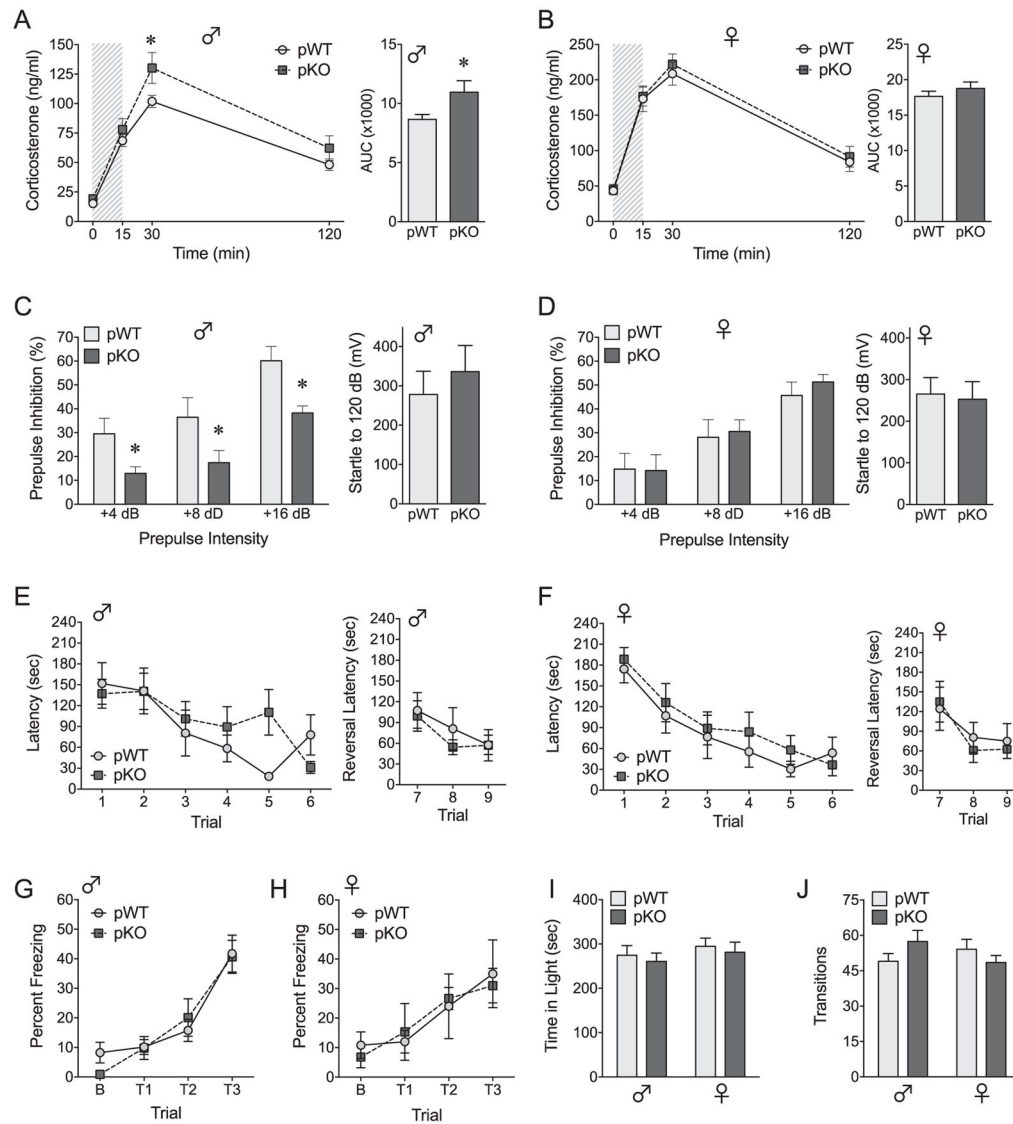 A
♂
Corticosterone (ng/ml)
150
125
100
75
50
25
0
*
pWT
pKO
0 15 30 120
Time (min)
♂
AUC (x1000)
15
10
5
0
*
pWT pKO
B
♀
Corticosterone (ng/ml)
250
200
150
100
50
0
pWT
pKO
0 15 30 120
Time (min)
♀
AUC (x1000)
25
20
15
10
5
0
pWT pKO
C
♂
Prepulse Inhibition (%)
70
60
50
40
30
20
10
0
pWT
pKO
*
*
*
+4 dB +8 dD +16 dB
Prepulse Intensity
♂
Startle to 120 dB (mV)
400
300
200
100
0
pWT pKO
D
♀
Prepulse Inhibition (%)
70
60
50
40
30
20
10
0
pWT
pKO
+4 dB +8 dD +16 dB
Prepulse Intensity
♀
Startle to 120 dB (mV)
400
300
200
100
0
pWT pKO
E
♂
Latency (sec)
240
210
180
150
120
90
60
30
0
pWT
pKO
1 2 3 4 5 6
Trial
♂
Reversal Latency (sec)
240
210
180
150
120
90
60
30
0
7 8 9
Trial
F
♀
Latency (sec)
240
210
180
150
120
90
60
30
0
pWT
pKO
1 2 3 4 5 6
Trial
♀
Reversal Latency (sec)
240
210
180
150
120
90
60
30
0
7 8 9
Trial
G
♂
Percent Freezing
60
50
40
30
20
10
0
pWT
pKO
B T1 T2 T3
Trial
H
♀
Percent Freezing
60
50
40
30
20
10
0
pWT
pKO
B T1 T2 T3
Trial
I
Time in Light (sec)
400
300
200
100
0
pWT
pKO
♂ ♀
J
Transitions
75
60
45
30
15
0
pWT
pKO
♂ ♀